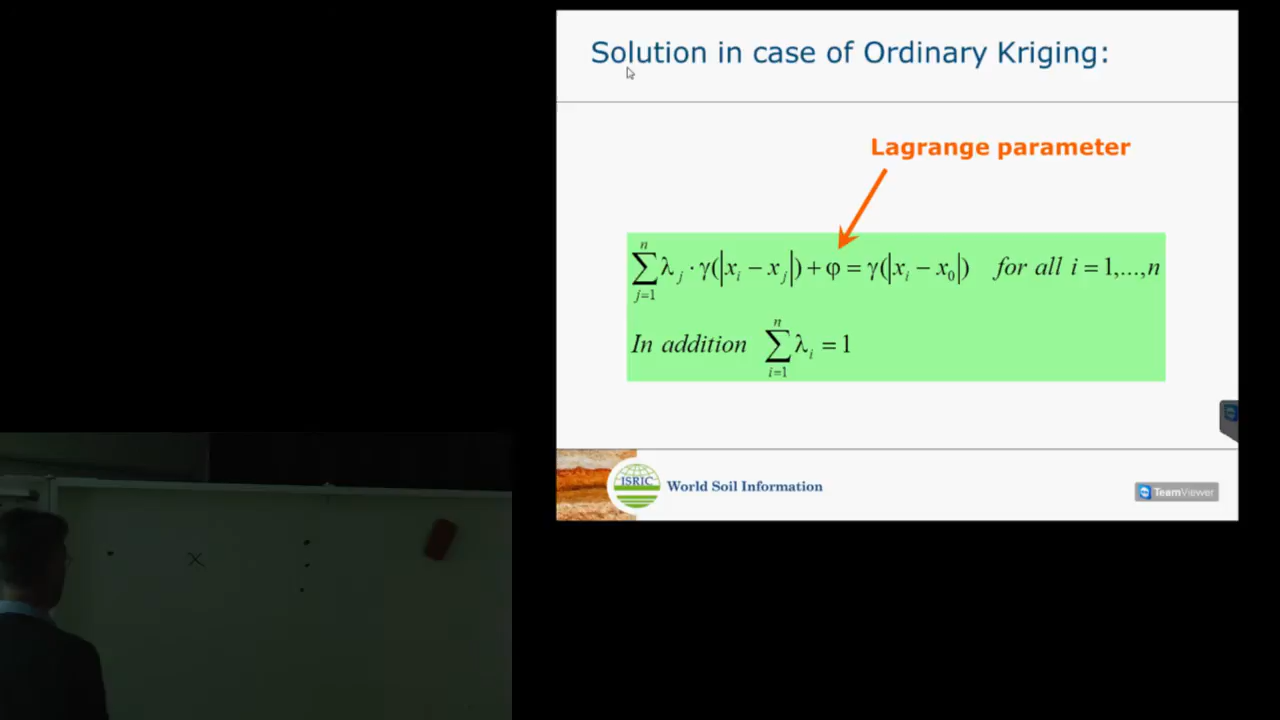 Solution in case of Ordinary Kriging:
Lagrange parameter
∑_{j=1}^{n} λ_j · γ(|x_i − x_j|) + φ = γ(|x_i − x_0|) for all i = 1,...,n
In addition ∑_{i=1}^{n} λ_i = 1
ISRIC World Soil Information
TeamViewer
X